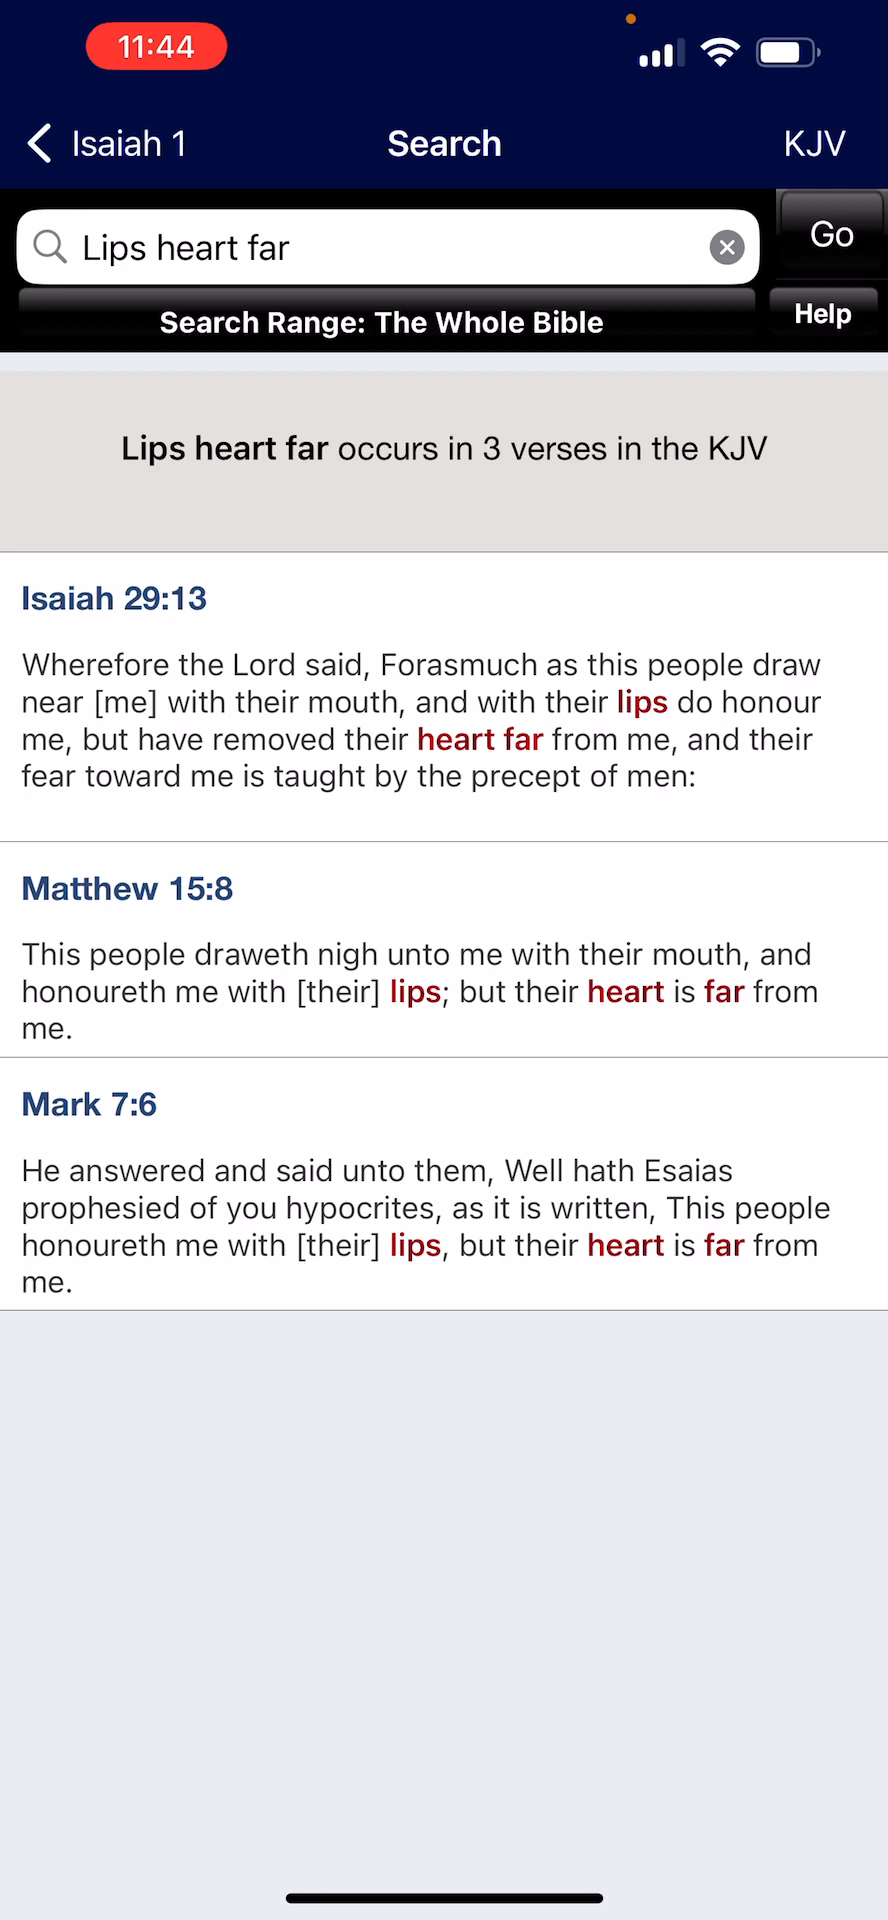 11:44
Isaiah 1
Search
KJV
Lips heart far
Go
Search Range: The Whole Bible
Help
Lips heart far occurs in 3 verses in the KJV
Isaiah 29:13
Wherefore the Lord said, Forasmuch as this people draw
near [me] with their mouth, and with their lips do honour
me, but have removed their heart far from me, and their
fear toward me is taught by the precept of men:
Matthew 15:8
This people draweth nigh unto me with their mouth, and
honoureth me with [their] lips; but their heart is far from
me.
Mark 7:6
He answered and said unto them, Well hath Esaias
prophesied of you hypocrites, as it is written, This people
honoureth me with [their] lips, but their heart is far from
me.